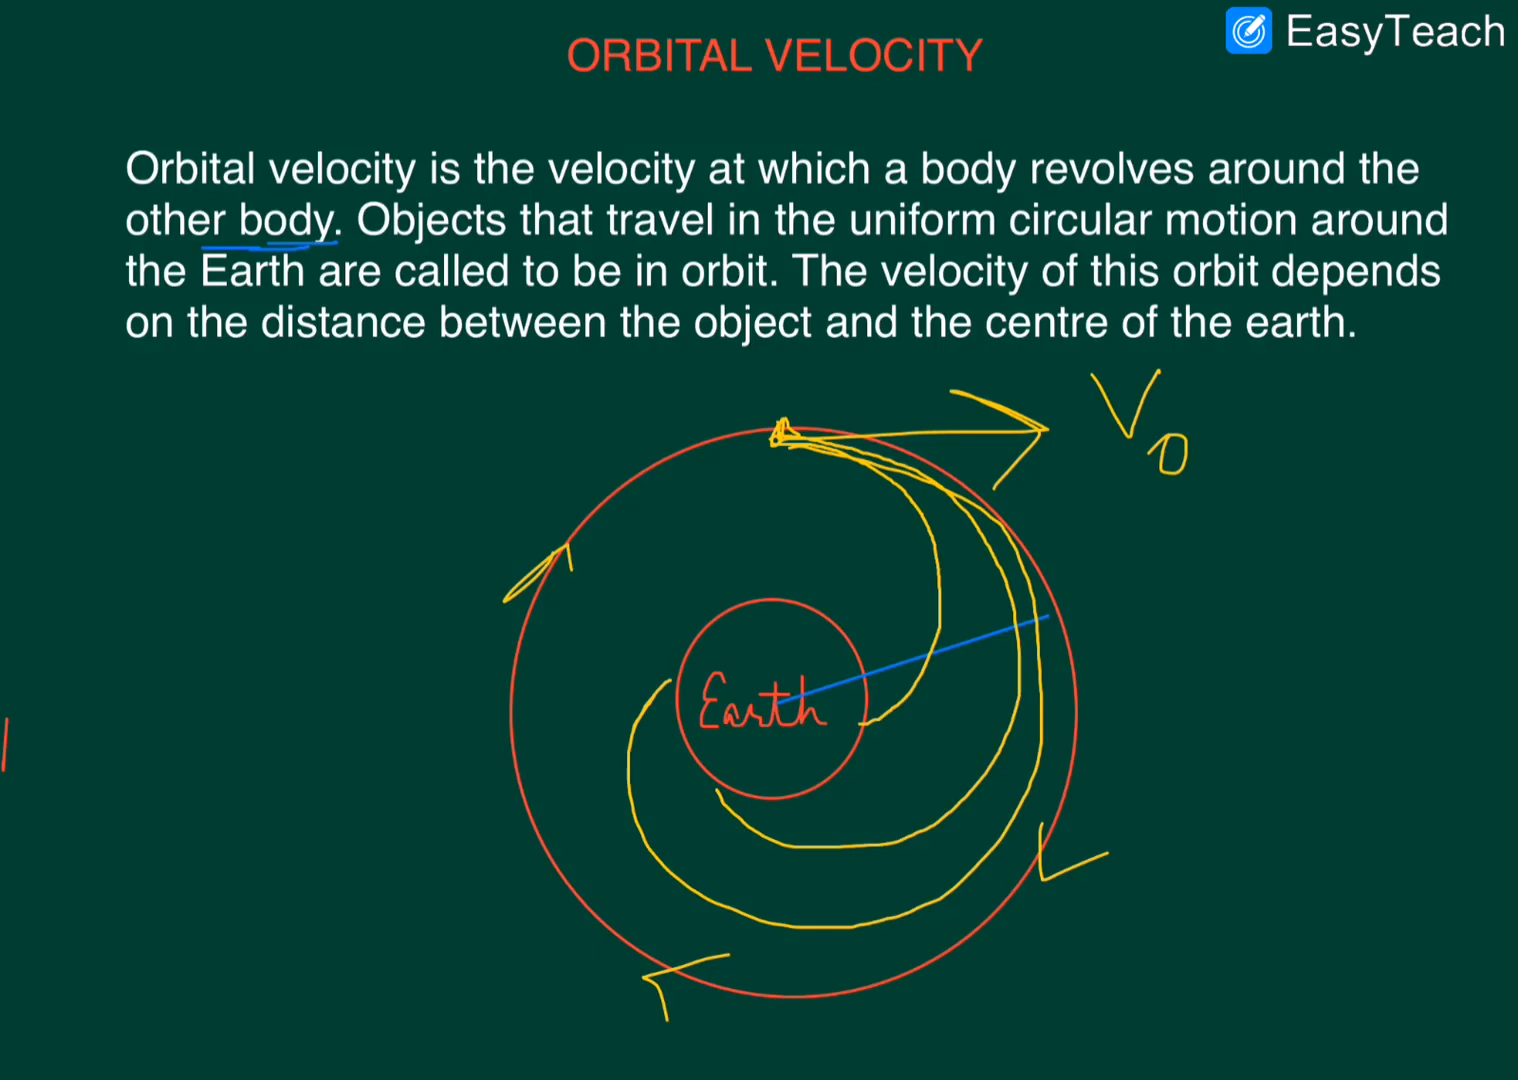 EasyTeach
ORBITAL VELOCITY
Orbital velocity is the velocity at which a body revolves around the
other body. Objects that travel in the uniform circular motion around
the Earth are called to be in orbit. The velocity of this orbit depends
on the distance between the object and the centre of the earth.
V₀
Earth